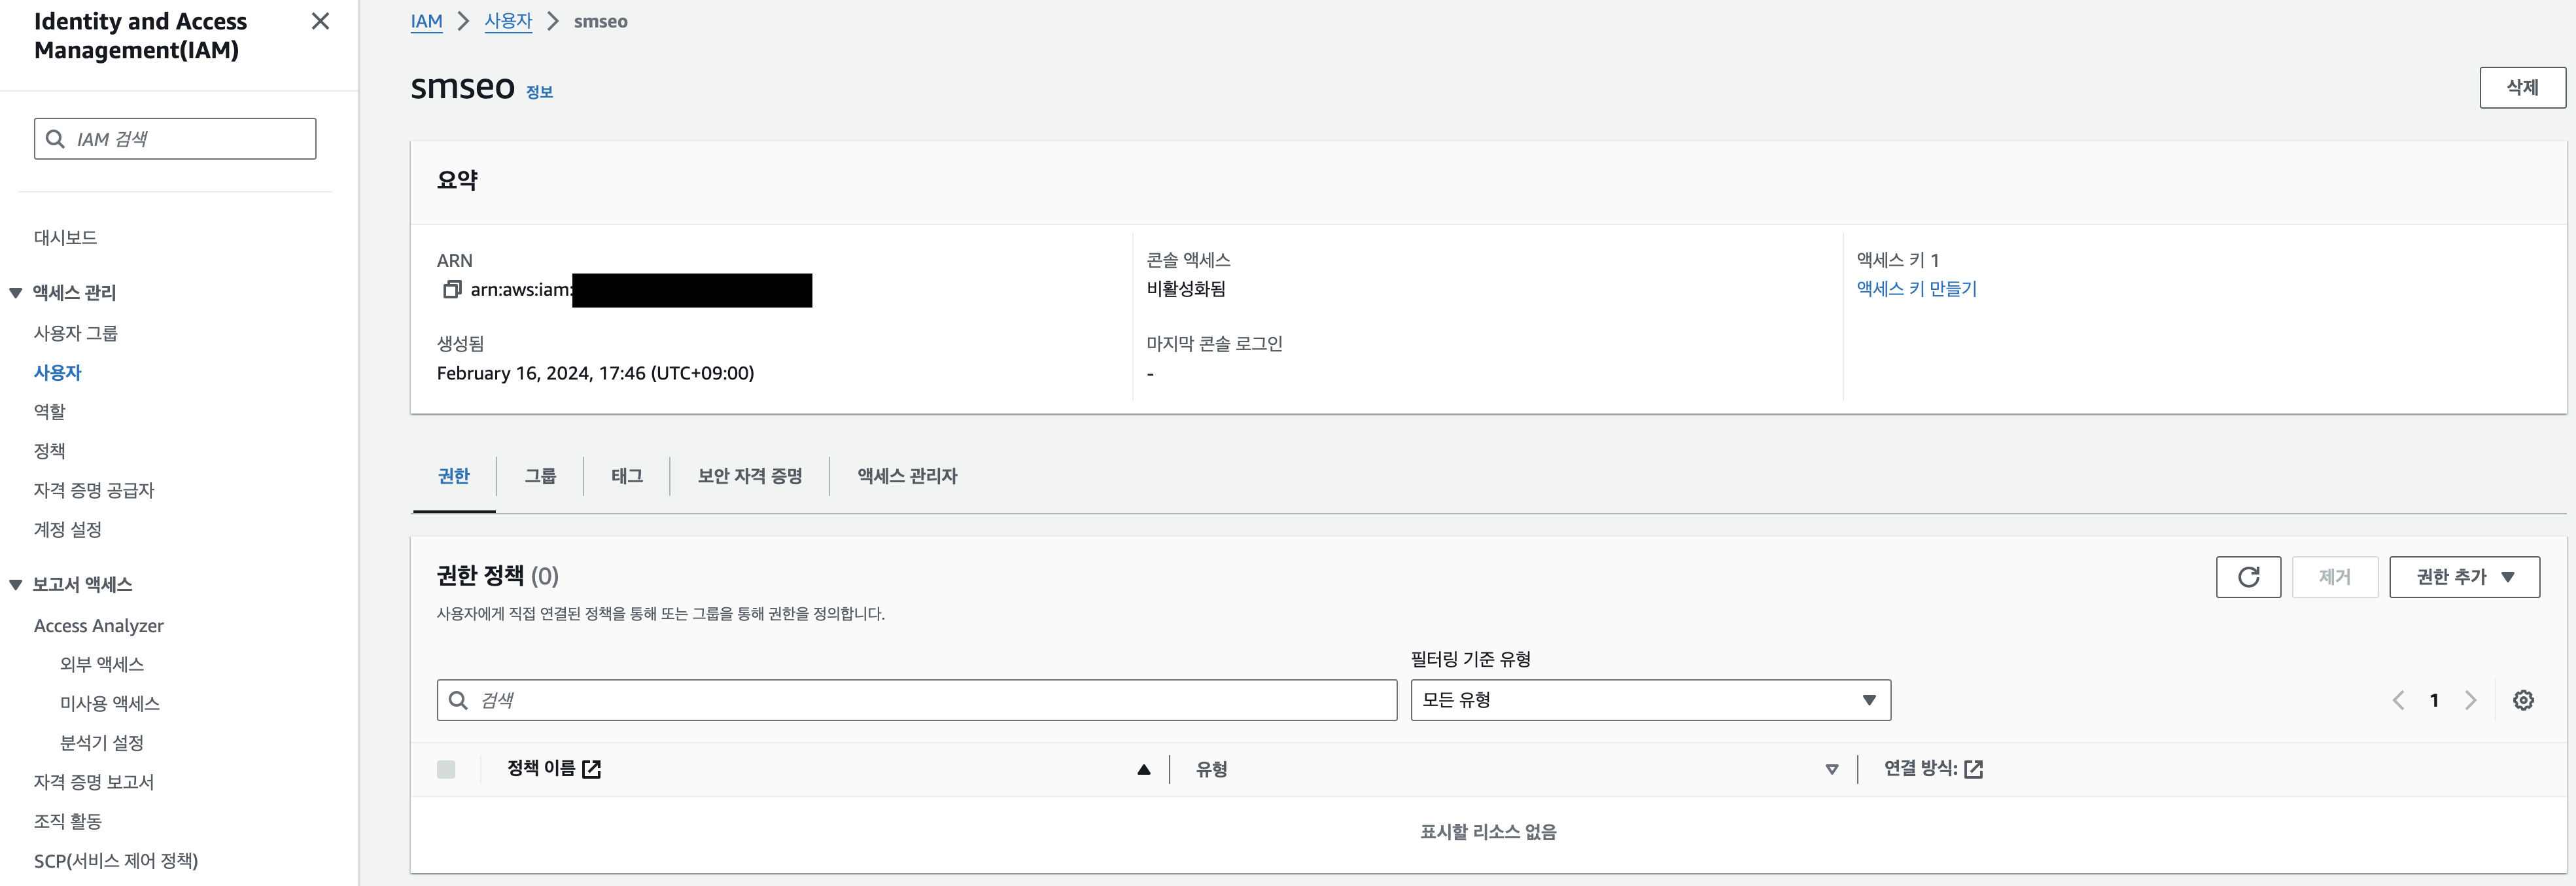 Identity and Access
Management(IAM)
IAM 검색
대시보드
액세스 관리
사용자 그룹
사용자
역할
정책
자격 증명 공급자
계정 설정
보고서 액세스
Access Analyzer
외부 액세스
미사용 액세스
분석기 설정
자격 증명 보고서
조직 활동
SCP(서비스 제어 정책)
IAM 사용자 smseo
smseo 정보
삭제
요약
ARN
arn:aws:iam:
생성됨
February 16, 2024, 17:46 (UTC+09:00)
콘솔 액세스
비활성화됨
마지막 콘솔 로그인
-
액세스 키 1
액세스 키 만들기
권한 그룹 태그 보안 자격 증명 액세스 관리자
권한 정책 (0)
제거 권한 추가
사용자에게 직접 연결된 정책을 통해 또는 그룹을 통해 권한을 정의합니다.
필터링 기준 유형
검색 모든 유형 1
정책 이름 유형 연결 방식:
표시할 리소스 없음